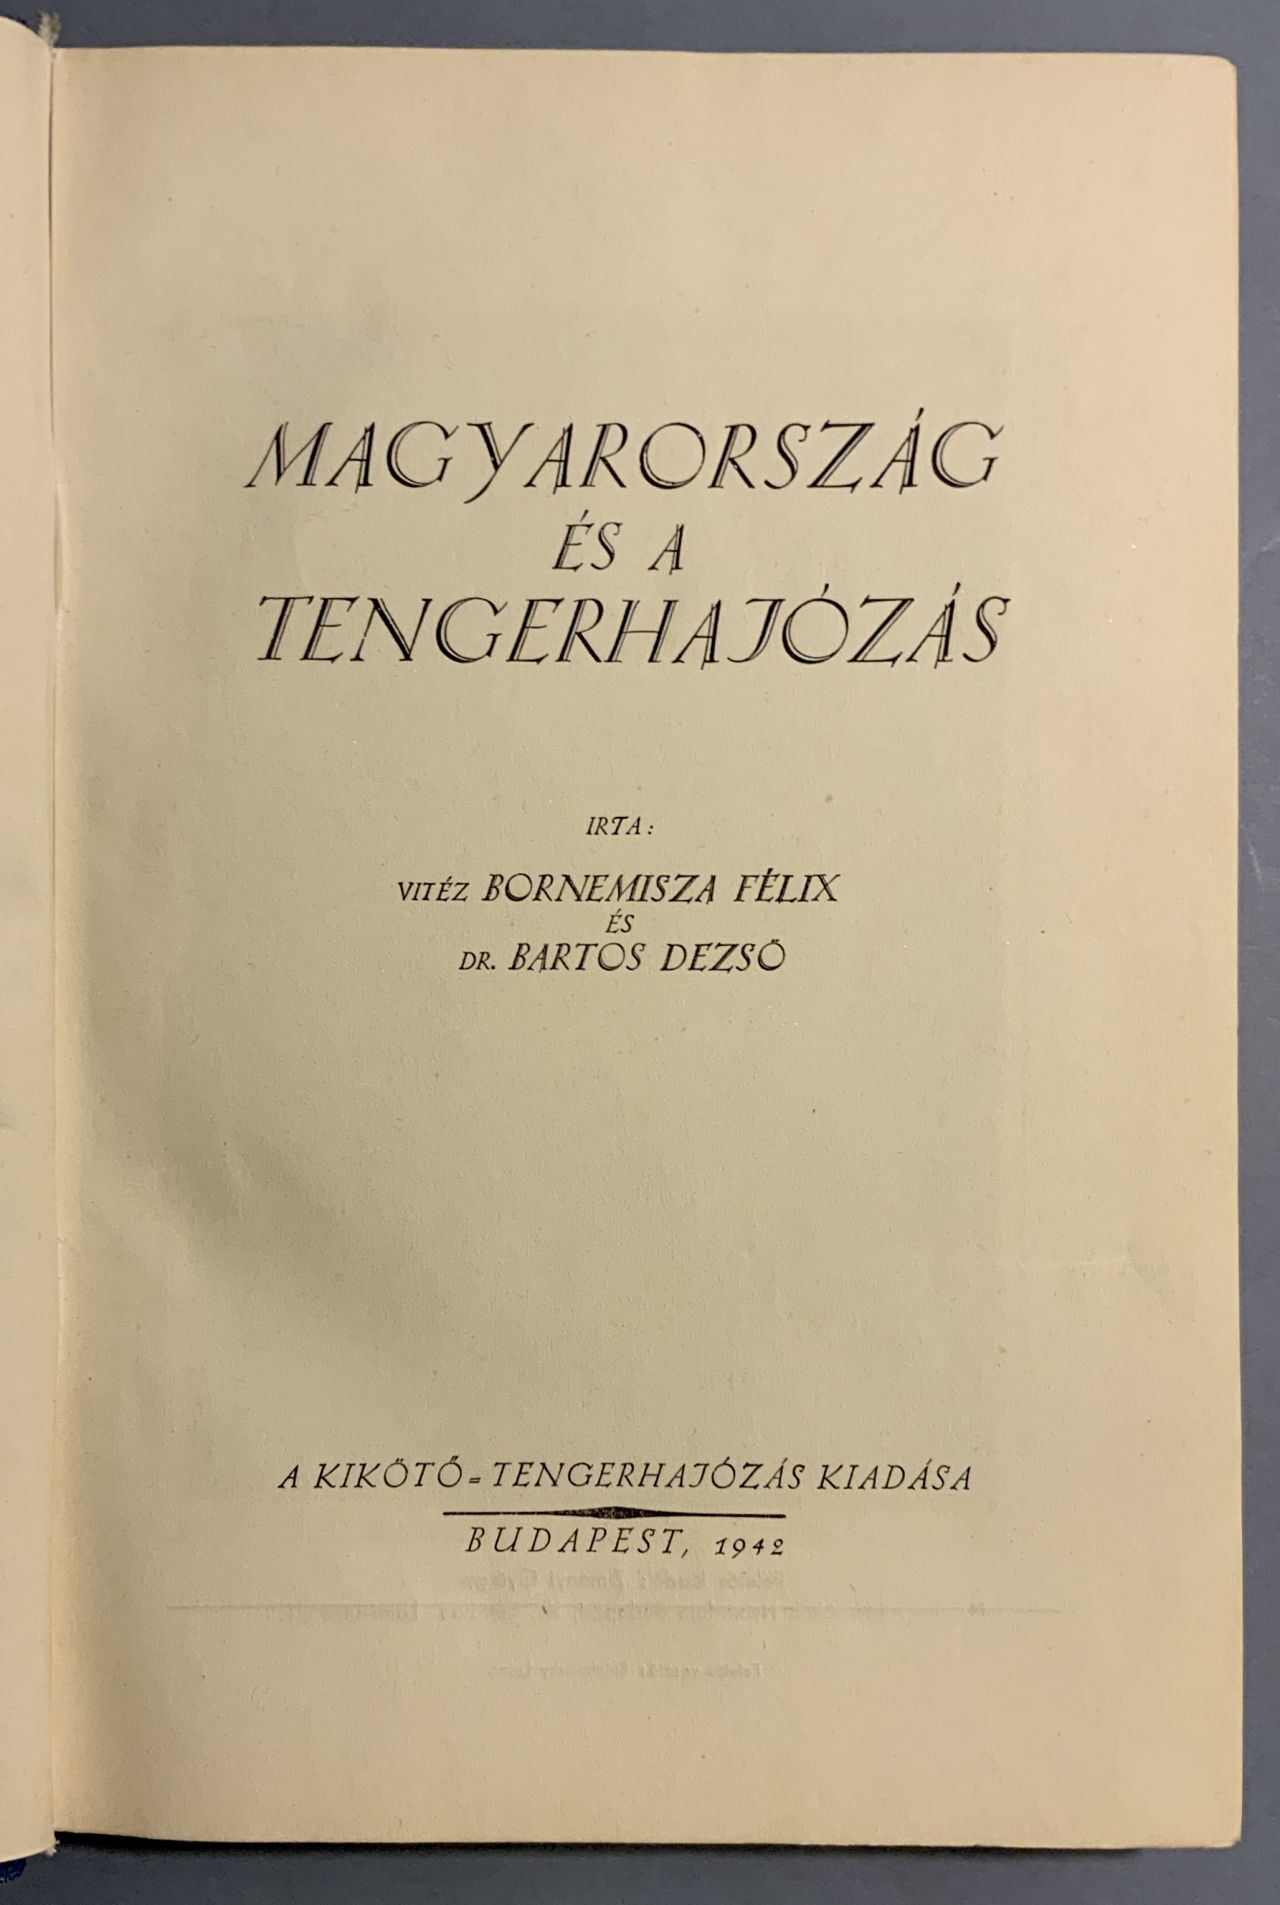 MAGYARORSZÁG
ÉS A
TENGERHAJÓZÁS
IRTA:
VITÉZ BORNEMISZA FÉLIX
ÉS
DR. BARTOS DEZSŐ
A KIKÖTŐ-TENGERHAJÓZÁS KIADÁSA
BUDAPEST, 1942